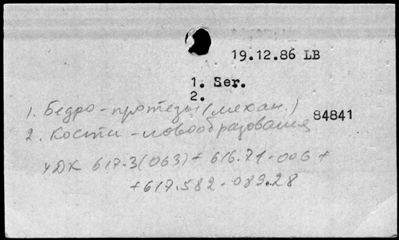 19.12.86 LB
1. Ser.
2.
1. Бедро - протезы (механ.)
84841
2. Кости - новообразования
УДК 617.3(063) + 616.71-006 +
+ 617.582-089.28